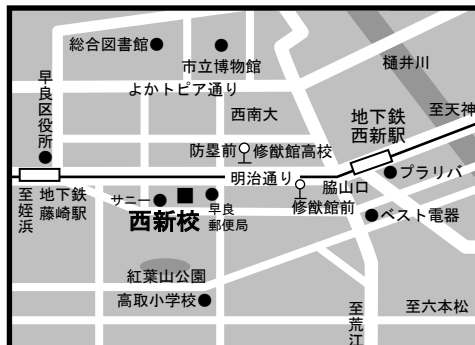 総合図書館
市立博物館
よかトピア通り
樋井川
早良区役所
西南大
地下鉄
西新駅
至天神
防塁前
修猷館高校
明治通り
脇山口
プラリバ
至姪浜
地下鉄
藤崎駅
サニー
西新校
早良
郵便局
修猷館前
ベスト電器
紅葉山公園
高取小学校
至荒江
至六本松